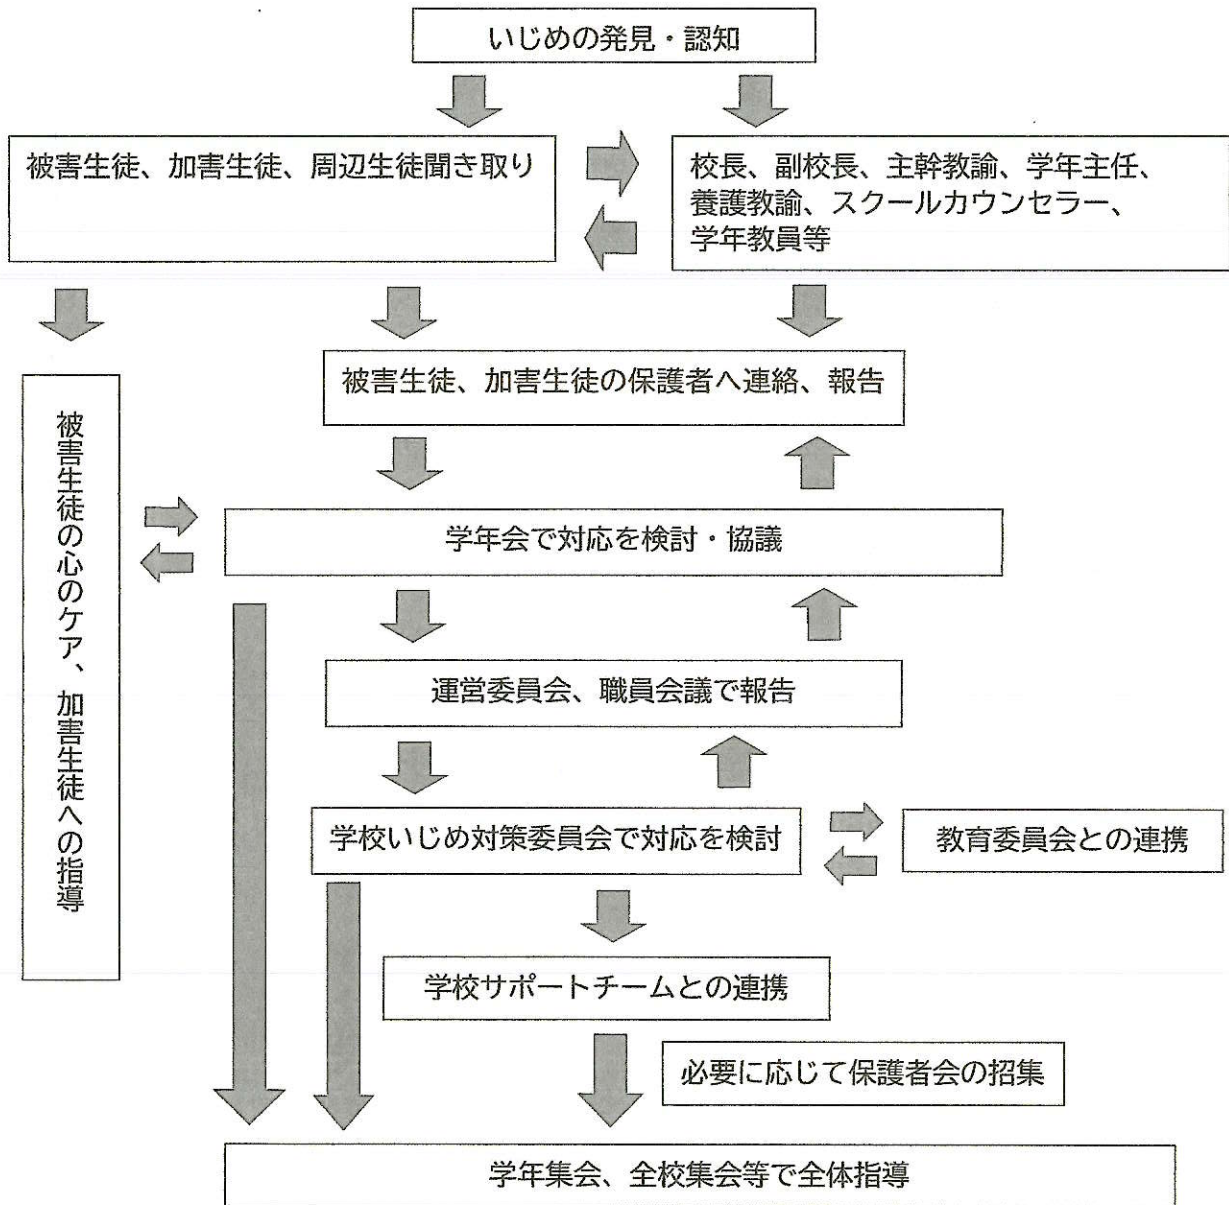 いじめの発見・認知
被害生徒、加害生徒、周辺生徒聞き取り
校長、副校長、主幹教諭、学年主任、
養護教諭、スクールカウンセラー、
学年教員等
被害生徒、加害生徒の保護者へ連絡、報告
被害生徒の心のケア、加害生徒への指導
学年会で対応を検討・協議
運営委員会、職員会議で報告
学校いじめ対策委員会で対応を検討
教育委員会との連携
学校サポートチームとの連携
必要に応じて保護者会の招集
学年集会、全校集会等で全体指導